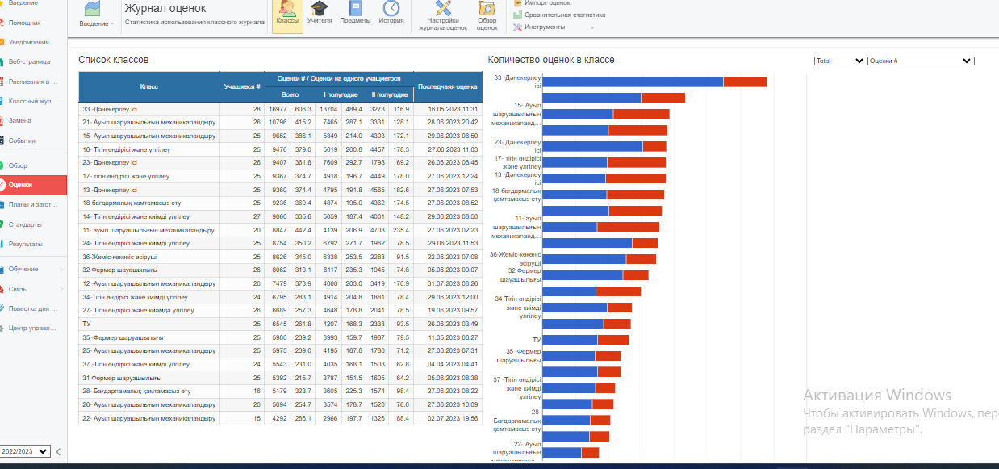 Введение
Помощник
Уведомления
Веб-страница
Расписания в ...
Классный жур...
Замена
События
Обзор
Оценки
Планы и загот...
Стандарты
Результаты
Обучение
Связь
Повестка дня ...
Центр управл...
2022/2023
Введение
Журнал оценок
Статистика использования классного журнала
Классы
Учителя
Предметы
История
Настройки
журнала оценок
Обзор
оценок
Импорт оценок
Сравнительная статистика
Инструменты
Список классов
Класс Учащиеся # Оценки # / Оценки на одного учащиегося Последнаяя оценка
Всего I полугодие II полугодие
33 -Дәнекерлеу ісі 28 16977 606.3 13704 489.4 3273 116.9 16.05.2023 11:31
21- Ауыл шаруашылығын механикаландыру 26 10796 415.2 7465 287.1 3331 128.1 28.06.2023 20:42
15- Ауыл шаруашылығын механикаландыру 25 9652 386.1 5349 214.0 4303 172.1 29.06.2023 06:50
16- Тігін өндірісі және үлгілеу 25 9476 379.0 5019 200.8 4457 178.3 27.06.2023 11:03
23- Дәнекерлеу ісі 26 9407 361.8 7609 292.7 1798 69.2 26.06.2023 06:45
17- тігін өндірісі және үлгілеу 25 9367 374.7 4918 196.7 4449 178.0 27.06.2023 12:24
13 -Дәнекерлеу ісі 25 9360 374.4 4795 191.8 4565 182.6 27.06.2023 07:53
18-бағдармалық қамтамасыз ету 25 9236 369.4 4874 195.0 4362 174.5 27.06.2023 08:52
14- Тігін өндірісі және киімді үлгілеу 27 9060 335.6 5059 187.4 4001 148.2 29.06.2023 08:50
11- ауыл шаруашылығын механикаландыру 20 8847 442.4 4139 206.9 4708 235.4 27.06.2023 02:23
24- Тігін өндірісі және киімді үлгілеу 25 8754 350.2 6792 271.7 1962 78.5 29.06.2023 11:53
36-Жеміс-көкөніс өсіруші 25 8626 345.0 6338 253.5 2288 91.5 22.06.2023 07:08
32 Фермер шауашылығы 26 8062 310.1 6117 235.3 1945 74.8 05.06.2023 09:07
12 -Ауыл шаруашылығын механикаландыру 20 7479 373.9 4060 203.0 3419 170.9 31.07.2023 08:26
34-Тігін өндірісі және киімді үлгілеу 24 6795 283.1 4914 204.8 1881 78.4 29.06.2023 12:00
27- Тігін өндірісі және киәмдә үлгілеу 26 6689 257.3 4648 178.8 2041 78.5 19.06.2023 09:57
ТУ 25 6545 261.8 4207 168.3 2338 93.5 26.06.2023 03:49
35 -Фермер шаруашылығы 25 5980 239.2 3993 159.7 1987 79.5 11.05.2023 06:27
25- Ауыл шаруашылығын механикаландыру 25 5975 239.0 4195 167.8 1780 71.2 27.06.2023 07:31
37 -Тігін өндірісі және киімді үлгілеу 24 5543 231.0 4035 168.1 1508 62.8 04.04.2023 04:41
31 Фермер шаруашылығы 25 5392 215.7 3787 151.5 1605 64.2 05.06.2023 08:38
28- Бағдарламалық қамтамасыз ету 16 5179 323.7 3605 225.3 1574 98.4 27.06.2023 08:22
26- Ауыл шаруашылығын механикаландыру 20 5094 254.7 3574 178.7 1520 76.0 27.06.2023 10:09
22- Ауыл шаруашылығын механикаландыру 15 4292 286.1 2966 197.7 1326 88.4 02.07.2023 19:56
Количество оценок в классе
Total
Оценки #
33 -Дәнекерлеу
ісі
15- Ауыл
шаруашылығын
механикаланд...
23- Дәнекерлеу
ісі
17- тігін өндірісі
және үлгілеу
13 -Дәнекерлеу
ісі
18-бағдармалық
қамтамасыз ету
11- ауыл
шаруашылығын
механикаланд...
36-Жеміс-көкөніс
өсіруші
32 Фермер
шауашылығы
34-Тігін өндірісі
және киімді
үлгілеу
ТУ
35 -Фермер
шаруашылығы
37 -Тігін өндірісі
және киімді
үлгілеу
28-
Бағдарламалық
қамтамасыз ету
22- Ауыл
шаруашылығын
Активация Windows
Чтобы активировать Windows, пер
раздел "Параметры".